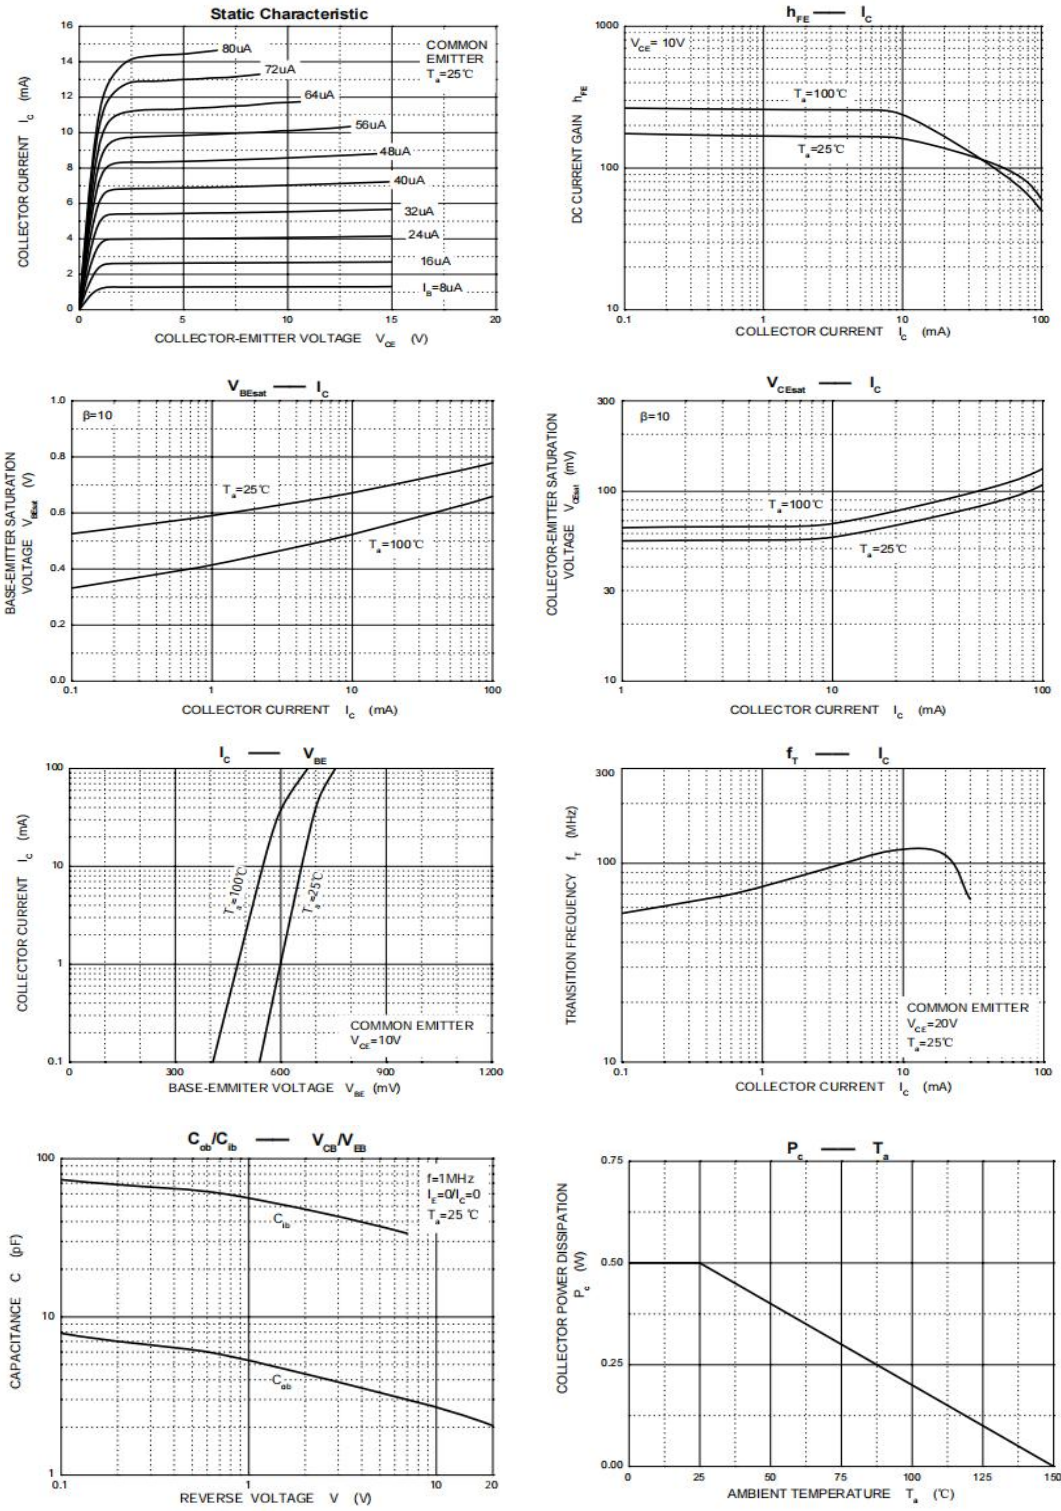 Static Characteristic
16
14
12
10
8
6
4
2
0
0
5
10
15
20
COLLECTOR CURRENT I_C (mA)
COLLECTOR-EMITTER VOLTAGE V_CE (V)
COMMON
EMITTER
T_a=25℃
80uA
72uA
64uA
56uA
48uA
40uA
32uA
24uA
16uA
I_B=8uA
h_FE — I_C
1000
100
10
0.1
1
10
100
DC CURRENT GAIN h_FE
COLLECTOR CURRENT I_C (mA)
V_CE= 10V
T_a=100℃
T_a=25℃
V_BEsat — I_C
1.0
0.8
0.6
0.4
0.2
0.0
0.1
1
10
100
BASE-EMITTER SATURATION
VOLTAGE V_BEsat (V)
COLLECTOR CURRENT I_C (mA)
β=10
T_a=25℃
T_a=100℃
V_CEsat — I_C
300
100
30
10
1
10
100
COLLECTOR-EMITTER SATURATION
VOLTAGE V_CEsat (mV)
COLLECTOR CURRENT I_C (mA)
β=10
T_a=100℃
T_a=25℃
I_C — V_BE
100
10
1
0.1
0
300
600
900
1200
COLLECTOR CURRENT I_C (mA)
BASE-EMMITER VOLTAGE V_BE (mV)
T_a=100℃
T_a=25℃
COMMON EMITTER
V_CE=10V
f_T — I_C
300
100
10
0.1
1
10
100
TRANSITION FREQUENCY f_T (MHz)
COLLECTOR CURRENT I_C (mA)
COMMON EMITTER
V_CE=20V
T_a=25℃
C_ob/C_ib — V_CB/V_EB
100
10
1
0.1
1
10
20
CAPACITANCE C (pF)
REVERSE VOLTAGE V (V)
f=1MHz
I_E=0/I_C=0
T_a=25 ℃
C_ib
C_ob
P_c — T_a
0.75
0.50
0.25
0.00
0
25
50
75
100
125
150
COLLECTOR POWER DISSIPATION
P_c (W)
AMBIENT TEMPERATURE T_a (℃)